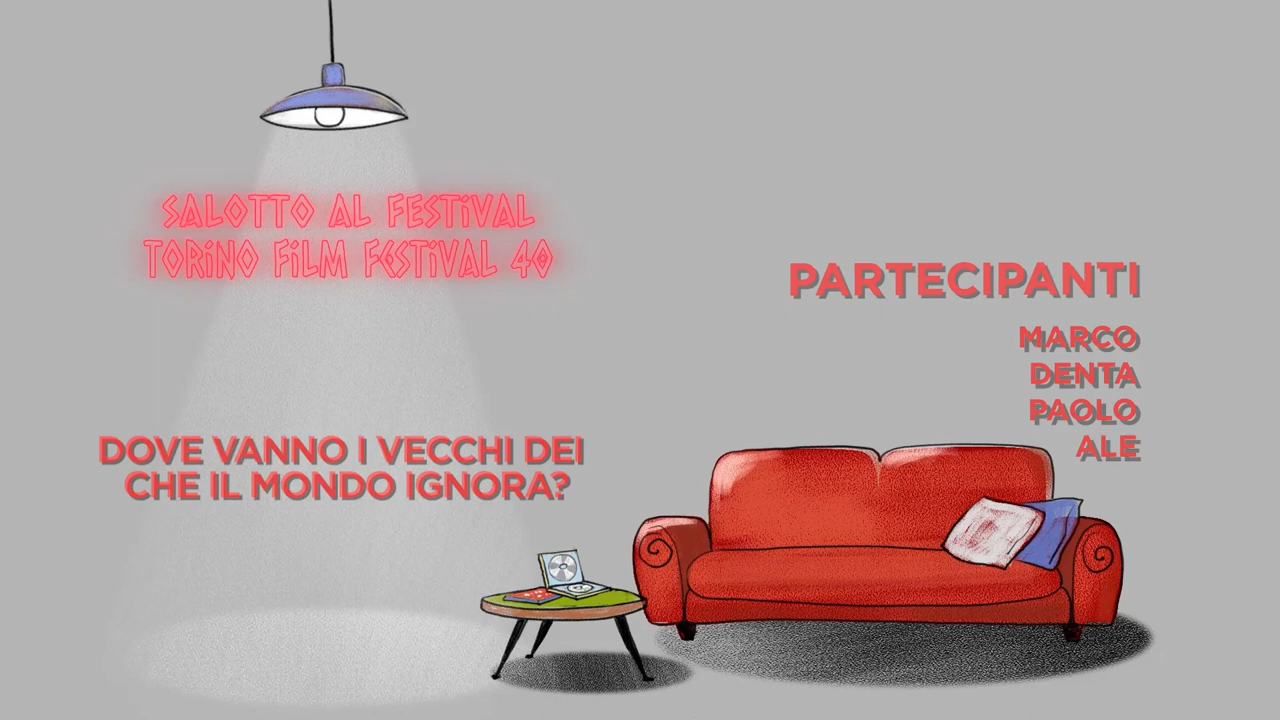 SALOTTO AL FESTIVAL
TORINO FILM FESTIVAL 40
DOVE VANNO I VECCHI DEI
CHE IL MONDO IGNORA?
PARTECIPANTI
MARCO
DENTA
PAOLO
ALE